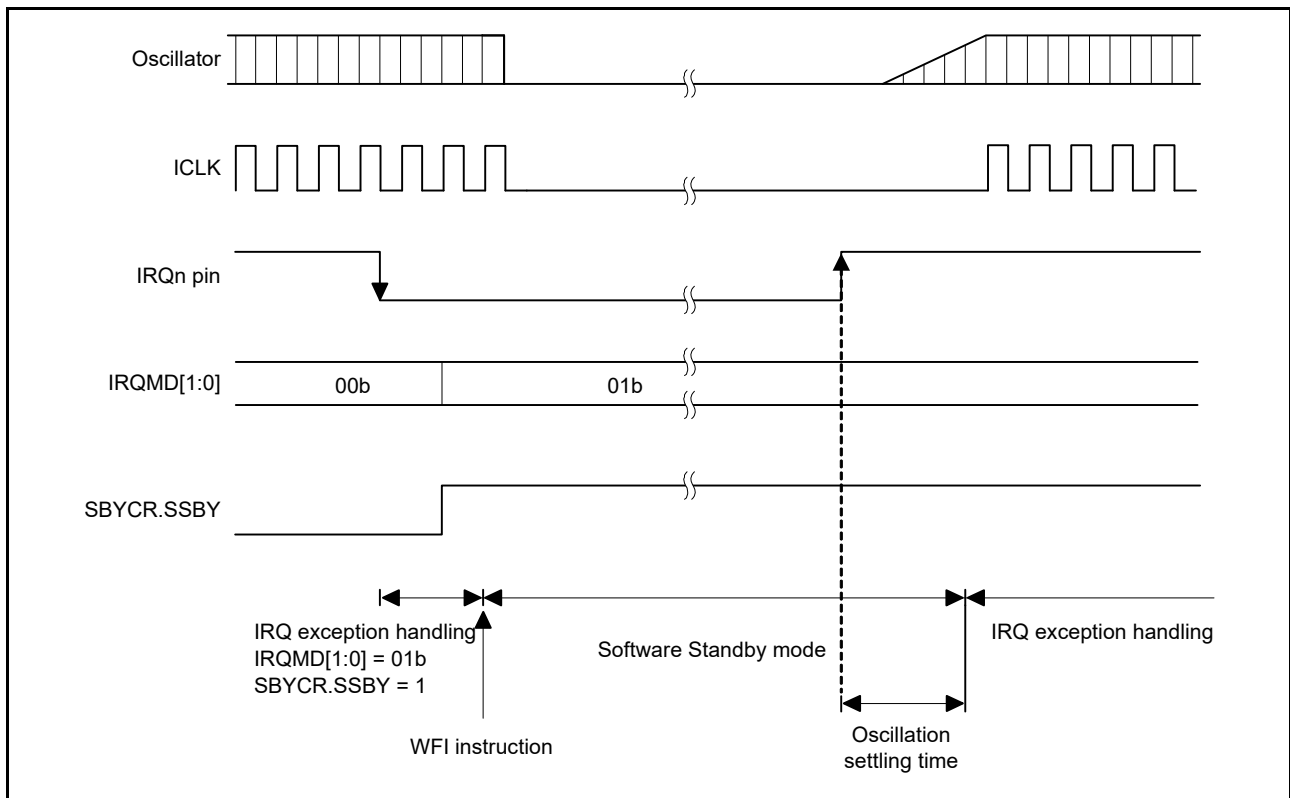 Oscillator
ICLK
IRQn pin
IRQMD[1:0]
00b
01b
SBYCR.SSBY
IRQ exception handling
IRQMD[1:0] = 01b
SBYCR.SSBY = 1
WFI instruction
Software Standby mode
Oscillation
settling time
IRQ exception handling